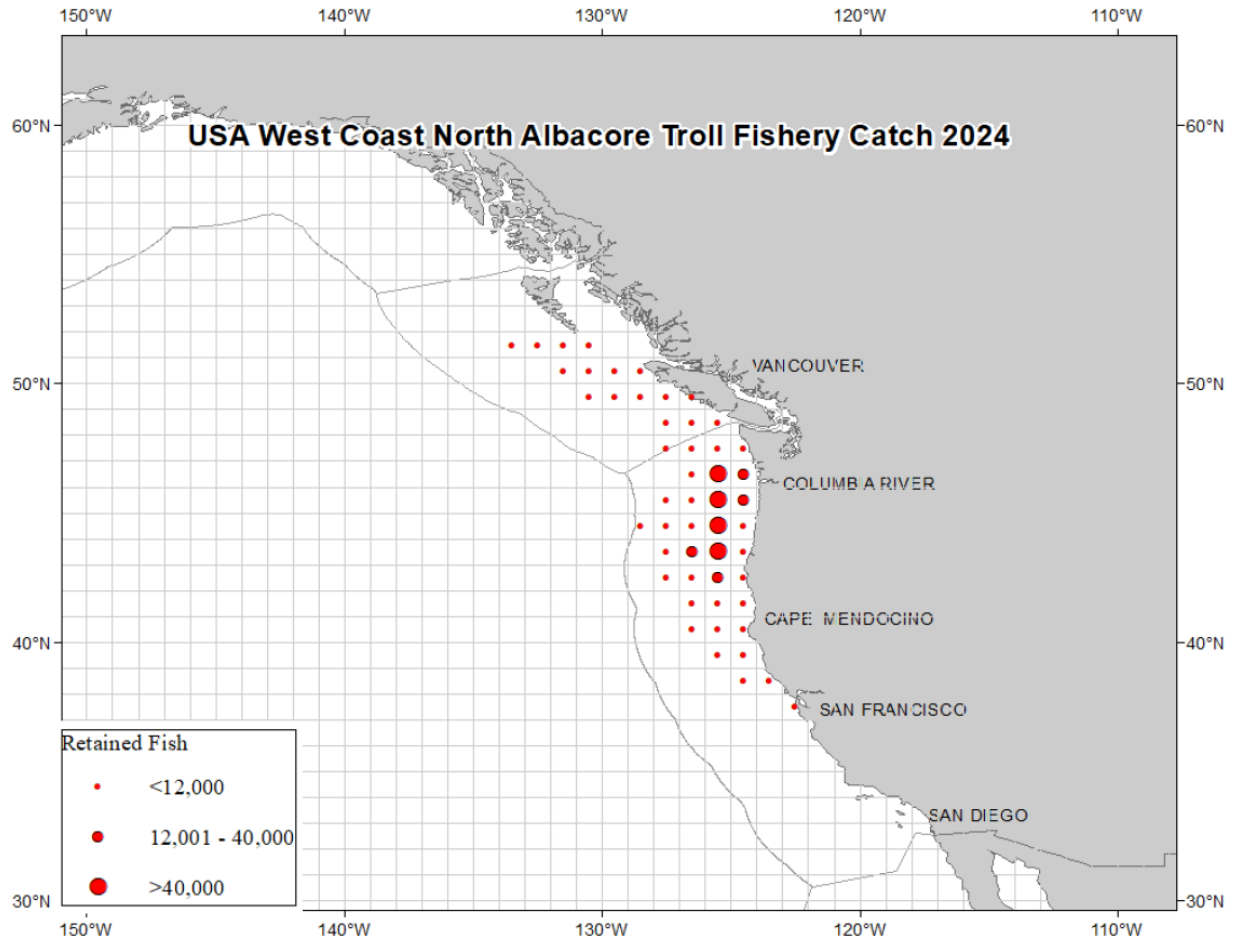 150°W 140°W 130°W 120°W 110°W
60°N 60°N
USA West Coast North Albacore Troll Fishery Catch 2024
VANCOUVER
50°N 50°N
COLUMBIA RIVER
CAPE MENDOCINO
40°N 40°N
SAN FRANCISCO
Retained Fish
<12,000
12,001 - 40,000
>40,000
SAN DIEGO
30°N 30°N
150°W 140°W 130°W 120°W 110°W